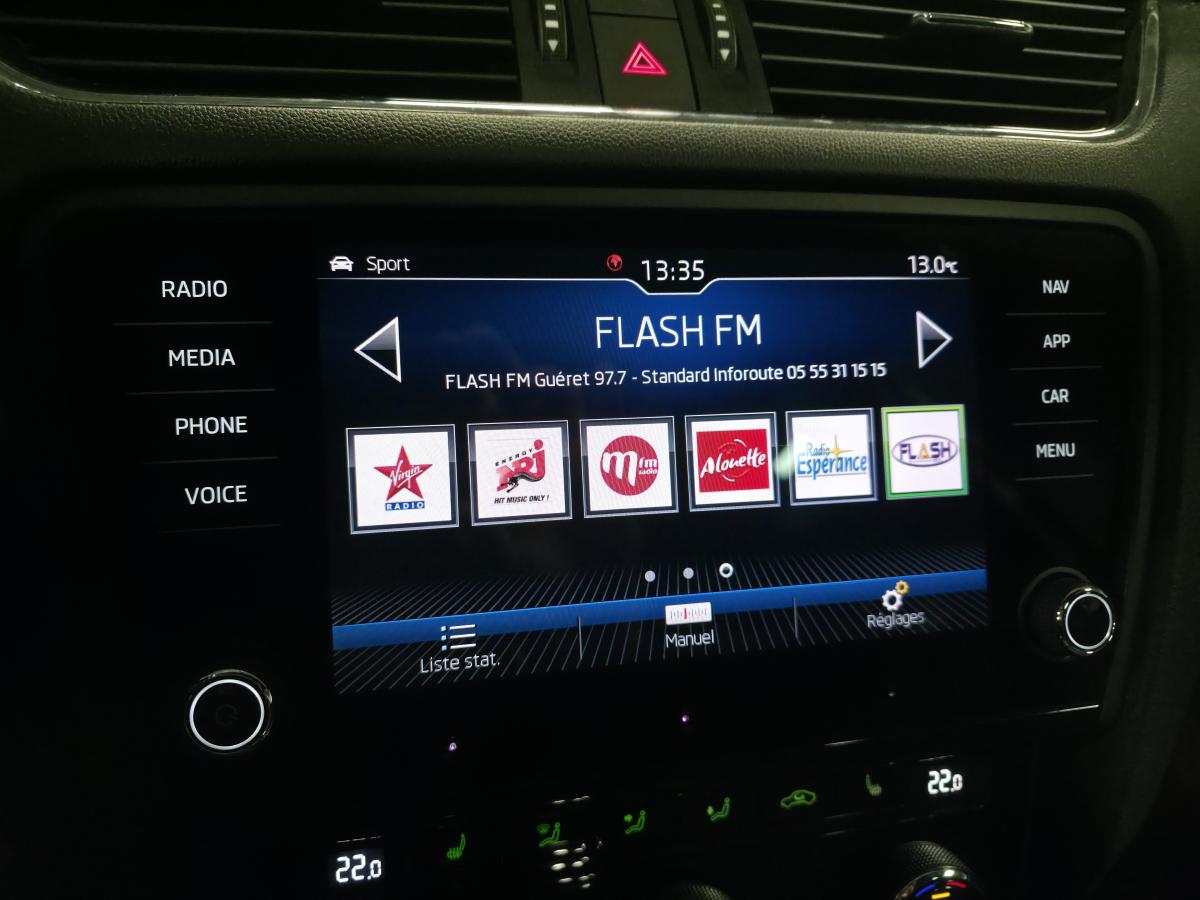 Sport
13:35
13.0°C
RADIO
MEDIA
PHONE
VOICE
NAV
APP
CAR
MENU
FLASH FM
FLASH FM Guéret 97.7 - Standard Inforoute 05 55 31 15 15
Virgin
RADIO
ENERGY
NRJ
HIT MUSIC ONLY !
mfm
radio
Alouette
Radio
Espérance
FLASH
Liste stat.
Manuel
Réglages
22.0
22.0